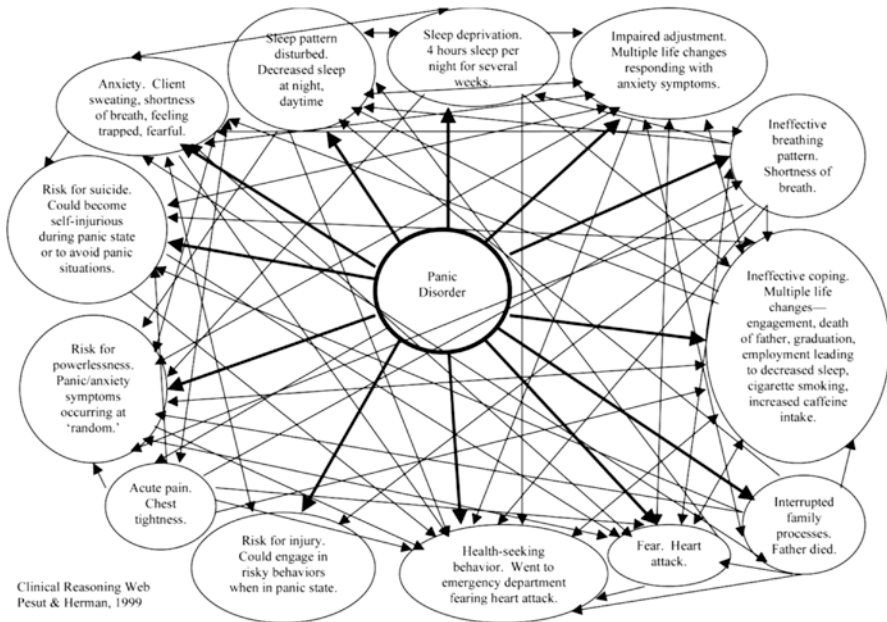 Sleep pattern
disturbed.
Decreased sleep
at night,
daytime
Sleep deprivation.
4 hours sleep per
night for several
weeks.
Impaired adjustment.
Multiple life changes
responding with
anxiety symptoms.
Anxiety. Client
sweating, shortness
of breath, feeling
trapped, fearful.
Ineffective
breathing
pattern.
Shortness of
breath.
Risk for suicide.
Could become
self-injurious
during panic state
or to avoid panic
situations.
Panic
Disorder
Ineffective coping.
Multiple life
changes—
engagement, death
of father, graduation,
employment leading
to decreased sleep,
cigarette smoking,
increased caffeine
intake.
Risk for
powerlessness.
Panic/anxiety
symptoms
occurring at
‘random.’
Acute pain.
Chest
tightness.
Risk for injury.
Could engage in
risky behaviors
when in panic state.
Health-seeking
behavior. Went to
emergency department
fearing heart attack.
Fear. Heart
attack.
Interrupted
family
processes.
Father died.
Clinical Reasoning Web
Pesut & Herman, 1999